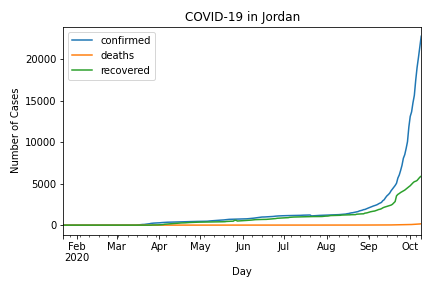 COVID-19 in Jordan
confirmed
deaths
recovered
Number of Cases
20000
15000
10000
5000
0
Feb Mar Apr May Jun Jul Aug Sep Oct
2020
Day